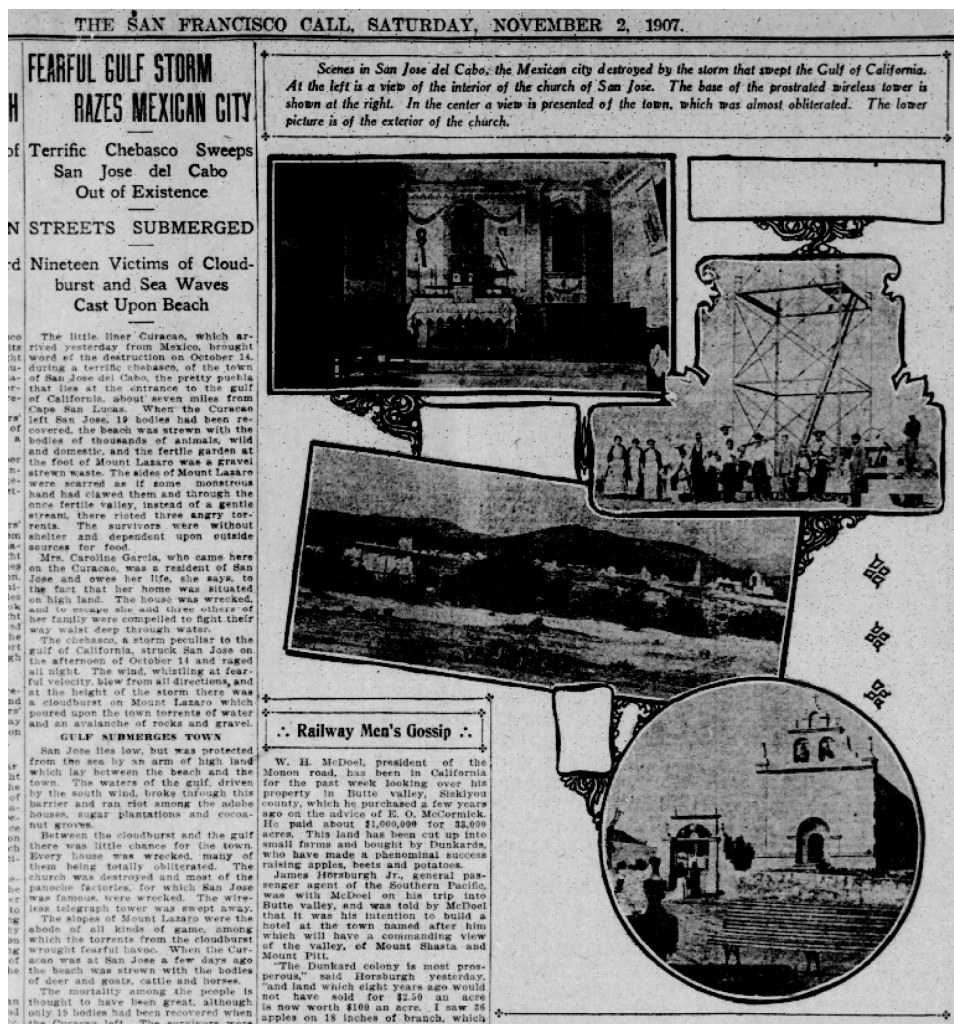 THE SAN FRANCISCO CALL, SATURDAY, NOVEMBER 2, 1907.
FEARFUL GULF STORM
RAZES MEXICAN CITY
Terrific Chebasco Sweeps
San Jose del Cabo
Out of Existence
STREETS SUBMERGED
Nineteen Victims of Cloud-
burst and Sea Waves
Cast Upon Beach
The little liner Curacao, which ar-
rived yesterday from Mexico, brought
word of the destruction on October 14,
during a terrific chebasco, of the town
of San Jose del Cabo, the pretty puebla
that lies at the entrance to the gulf
of California, about seven miles from
Cape San Lucas. When the Curacao
left San Jose, 19 bodies had been re-
covered, the beach was strewn with the
bodies of thousands of animals, wild
and domestic, and the fertile garden at
the foot of Mount Lazaro was a gravel
strewn waste. The sides of Mount Lazaro
were scarred as if some monstrous
hand had clawed them and through the
once fertile valley, instead of a gentle
stream, there rioted three angry tor-
rents. The survivors were without
shelter and dependent upon outside
sources for food.
Mrs. Caroline Garcia, who came here
on the Curacao, was a resident of San
Jose and owes her life, she says, to
the fact that her home was situated
on high land. The house was wrecked,
and to escape she and three others of
her family were compelled to fight their
way waist deep through water.
The chebasco, a storm peculiar to the
gulf of California, struck San Jose on
the afternoon of October 14 and raged
all night. The wind, whistling at fear-
ful velocity, blew from all directions, and
at the height of the storm there was
a cloudburst on Mount Lazaro which
poured upon the town torrents of water
and an avalanche of rocks and gravel.
GULF SUBMERGES TOWN
San Jose lies low, but was protected
from the sea by an arm of high land
which lay between the beach and the
town. The waters of the gulf, driven
by the south wind, broke through this
barrier and ran riot among the adobe
houses, sugar plantations and cocoa-
nut groves.
Between the cloudburst and the gulf
there was little chance for the town.
Every house was wrecked, many of
them being totally obliterated. The
church was destroyed and most of the
panoche factories, for which San Jose
was famous, were wrecked. The wire-
less telegraph tower was swept away.
The slopes of Mount Lazaro were the
abode of all kinds of game, among
which the torrents from the cloudburst
wrought fearful havoc. When the Cur-
acao was at San Jose a few days ago
the beach was strewn with the bodies
of deer and goats, cattle and horses.
The mortality among the people is
thought to have been great, although
only 19 bodies had been recovered when
the Curacao left. The survivors were
Scenes in San Jose del Cabo, the Mexican city destroyed by the storm that swept the Gulf of California.
At the left is a view of the interior of the church of San Jose. The base of the prostrated wireless tower is
shown at the right. In the center a view is presented of the town, which was almost obliterated. The lower
picture is of the exterior of the church.
∴ Railway Men's Gossip ∴
W. H. McDoel, president of the
Monon road, has been in California
for the past week looking over his
property in Butte valley, Siskiyou
county, which he purchased a few years
ago on the advice of E. O. McCormick.
He paid about $1,000,000 for 33,000
acres. This land has been cut up into
small farms and bought by Dunkards,
who have made a phenominal success
raising apples, beets and potatoes.
James Horsburgh Jr., general pas-
senger agent of the Southern Pacific,
was with McDoel on his trip into
Butte valley, and was told by McDoel
that it was his intention to build a
hotel at the town named after him
which will have a commanding view
of the valley, of Mount Shasta and
Mount Pitt.
"The Dunkard colony is most pros-
perous," said Horsburgh yesterday,
"and land which eight years ago would
not have sold for $2.50 an acre
is now worth $100 an acre. I saw 36
apples on 18 inches of branch, which